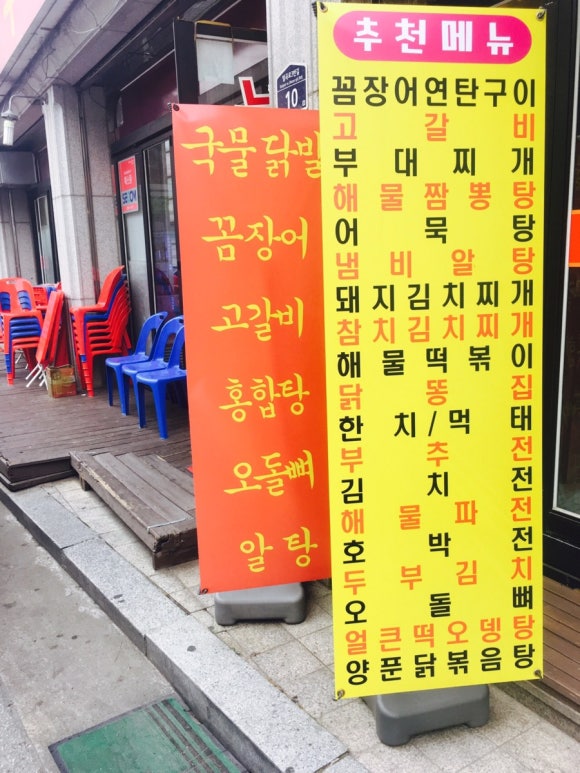 국물닭발
꼼장어
고갈비
홍합탕
오돌뼈
알탕
추천메뉴
꼼장어연탄구이
고갈비
부대찌개
해물짬뽕탕
어묵탕
냄비알탕
돼지김치찌개
참치김치찌개
해물떡볶이
닭똥집
한치/먹태
부추전
김치전
해물파전
호박전
두부김치
오돌뼈
얼큰떡오뎅탕
양푼닭볶음탕
10